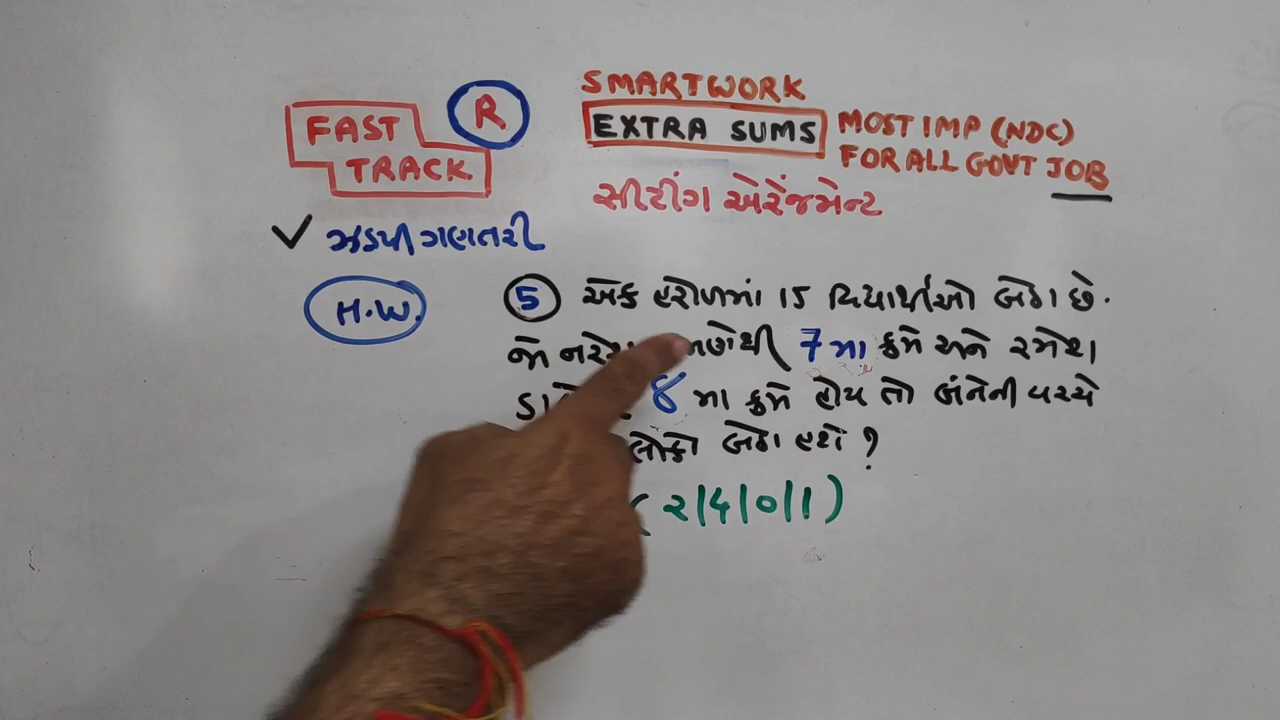 FAST
TRACK
R
SMARTWORK
EXTRA SUMS
MOST IMP (NDC)
FOR ALL GOVT JOB
સીટીંગ એરેંજમેન્ટ
✓ ઝડપી ગણતરી
H.W.
5 એક હરોળમાં 15 વિધાર્થીઓ બેઠા છે.
જો 7 મા ક્રમે અને રમેશ
8 મા ક્રમે હોય તો બંનેની વચ્ચે
લોકો બેઠા હશે ?
(2/4/0/1)